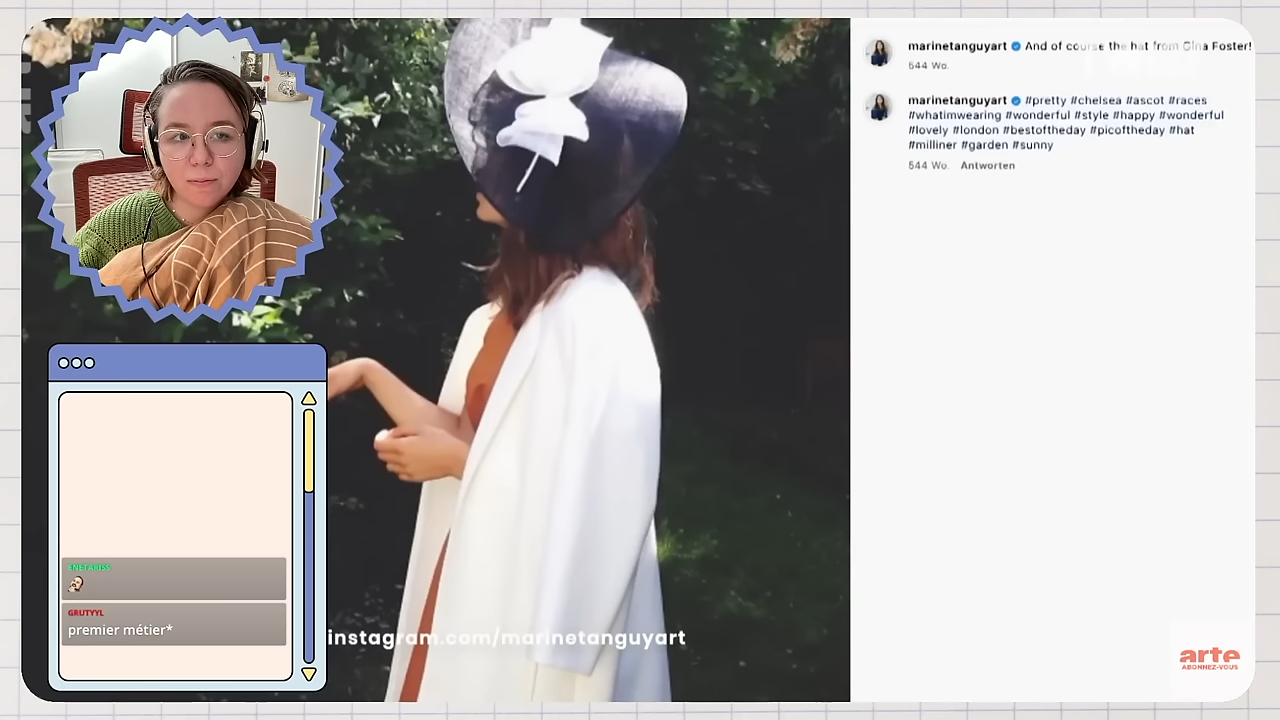 marinetanguyart And of course the hat from Gina Foster!
544 Wo.
marinetanguyart #pretty #chelsea #ascot #races
#whatimwearing #wonderful #style #happy #wonderful
#lovely #london #bestoftheday #picoftheday #hat
#milliner #garden #sunny
544 Wo. Antworten
ENETARISS
GRUTYYL
premier métier*
instagram.com/marinetanguyart
arte
ABONNEZ-VOUS